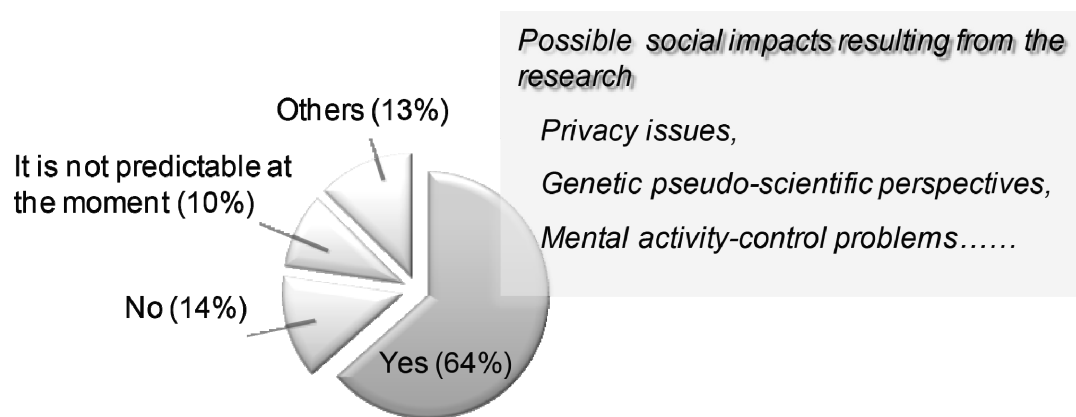 Possible social impacts resulting from the
research
Privacy issues,
Genetic pseudo-scientific perspectives,
Mental activity-control problems……
Others (13%)
It is not predictable at
the moment (10%)
No (14%)
Yes (64%)